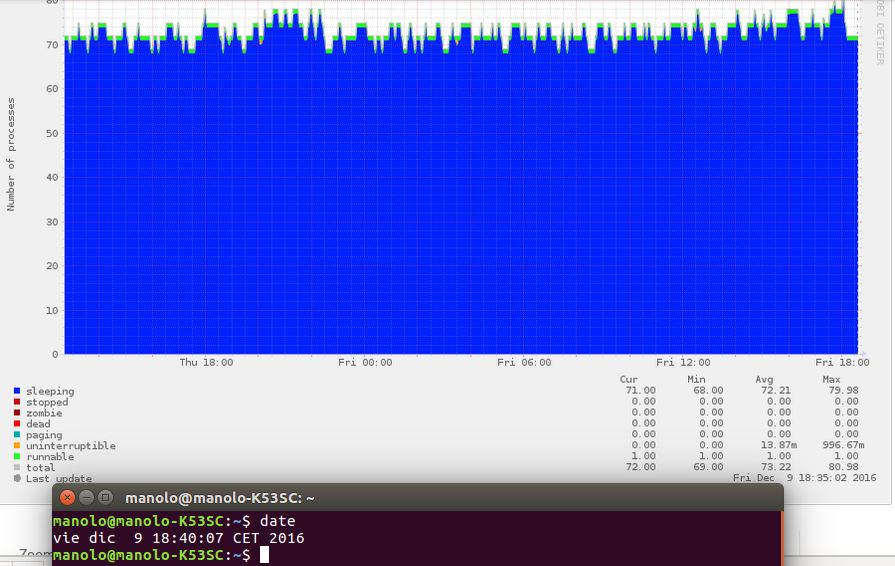 80
70
60
50
40
30
20
10
0
Number of processes
OBI OETIKER
Thu 18:00 Fri 00:00 Fri 06:00 Fri 12:00 Fri 18:00
Cur Min Avg Max
sleeping 71.00 68.00 72.21 79.98
stopped 0.00 0.00 0.00 0.00
zombie 0.00 0.00 0.00 0.00
dead 0.00 0.00 0.00 0.00
paging 0.00 0.00 0.00 0.00
uninterruptible 0.00 0.00 13.87m 996.67m
runnable 1.00 1.00 1.00 1.00
total 72.00 69.00 73.22 80.98
Last update Fri Dec 9 18:35:02 2016
manolo@manolo-K53SC: ~
manolo@manolo-K53SC:~$ date
vie dic 9 18:40:07 CET 2016
manolo@manolo-K53SC:~$
Zoom